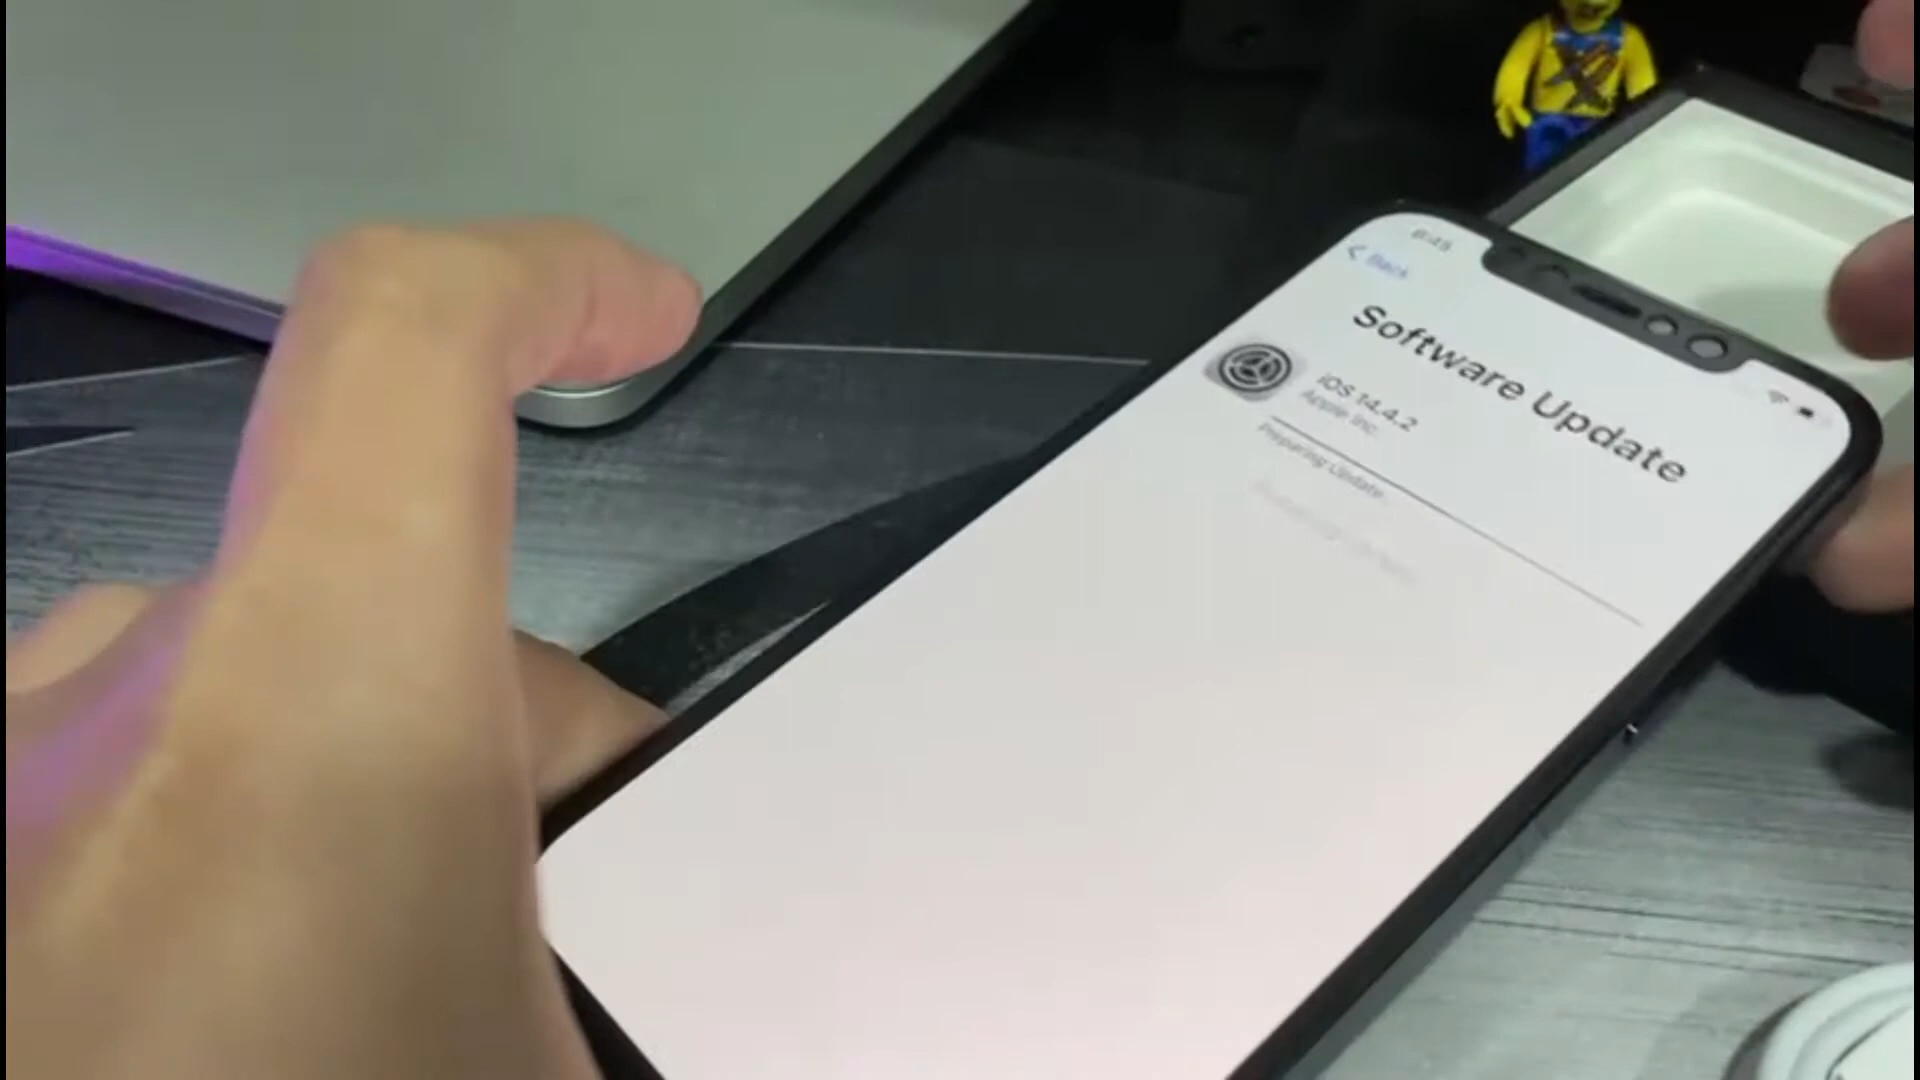 Back
Software Update
iOS 14.4.2
Apple Inc.
Preparing Update